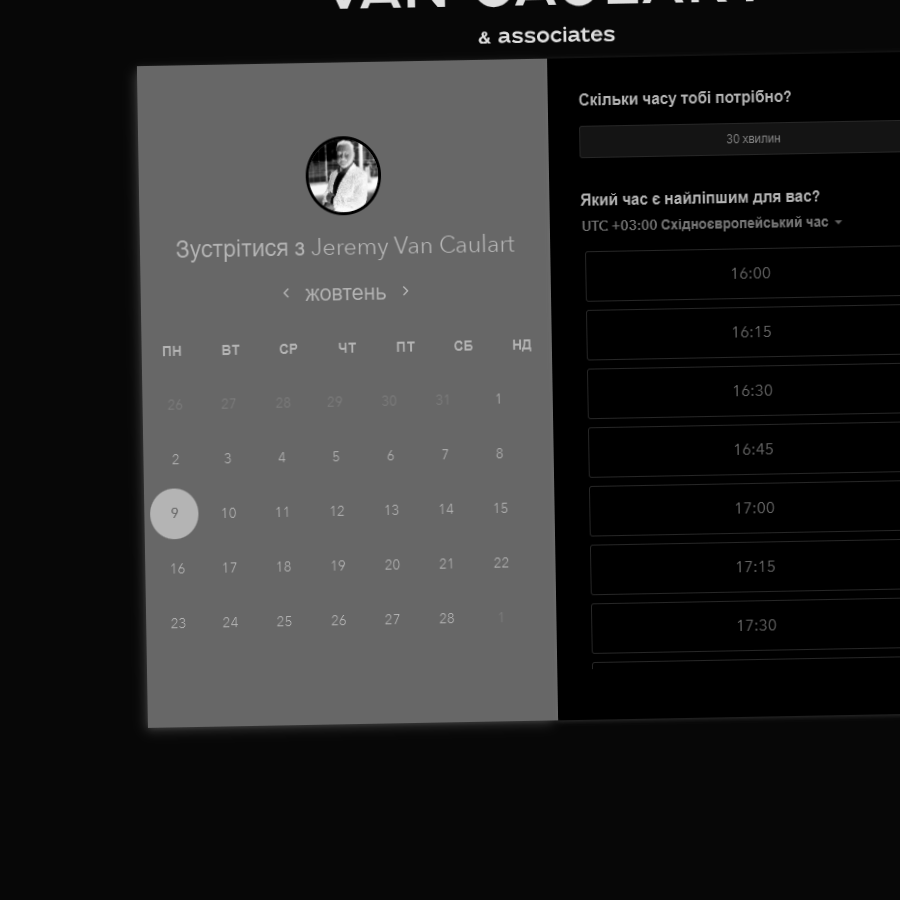 VAN CAULART
& associates
Зустрітися з Jeremy Van Caulart
жовтень
ПН ВТ СР ЧТ ПТ СБ НД
26 27 28 29 30 31 1
2 3 4 5 6 7 8
9 10 11 12 13 14 15
16 17 18 19 20 21 22
23 24 25 26 27 28 1
Скільки часу тобі потрібно?
30 хвилин
Який час є найліпшим для вас?
UTC +03:00 Східноєвропейський час
16:00
16:15
16:30
16:45
17:00
17:15
17:30